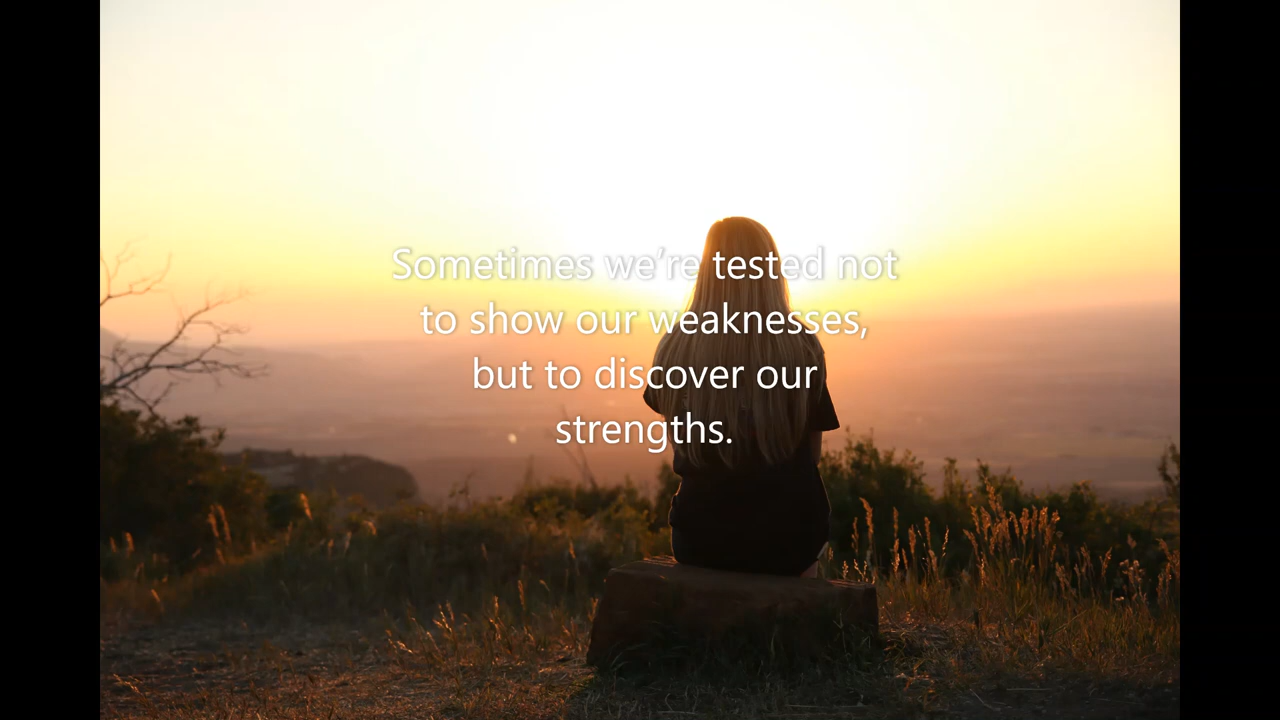 Sometimes we’re tested not
to show our weaknesses,
but to discover our
strengths.